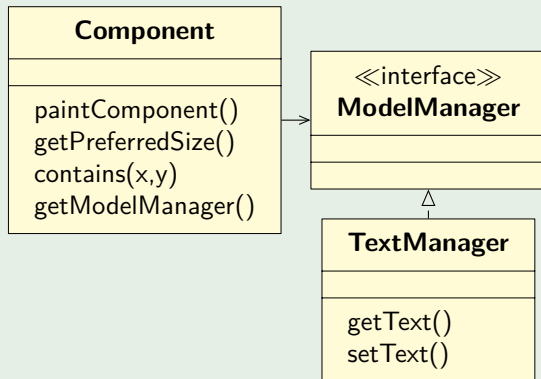 Component
paintComponent()
getPreferredSize()
contains(x,y)
getModelManager()
≪interface≫
ModelManager
TextManager
getText()
setText()